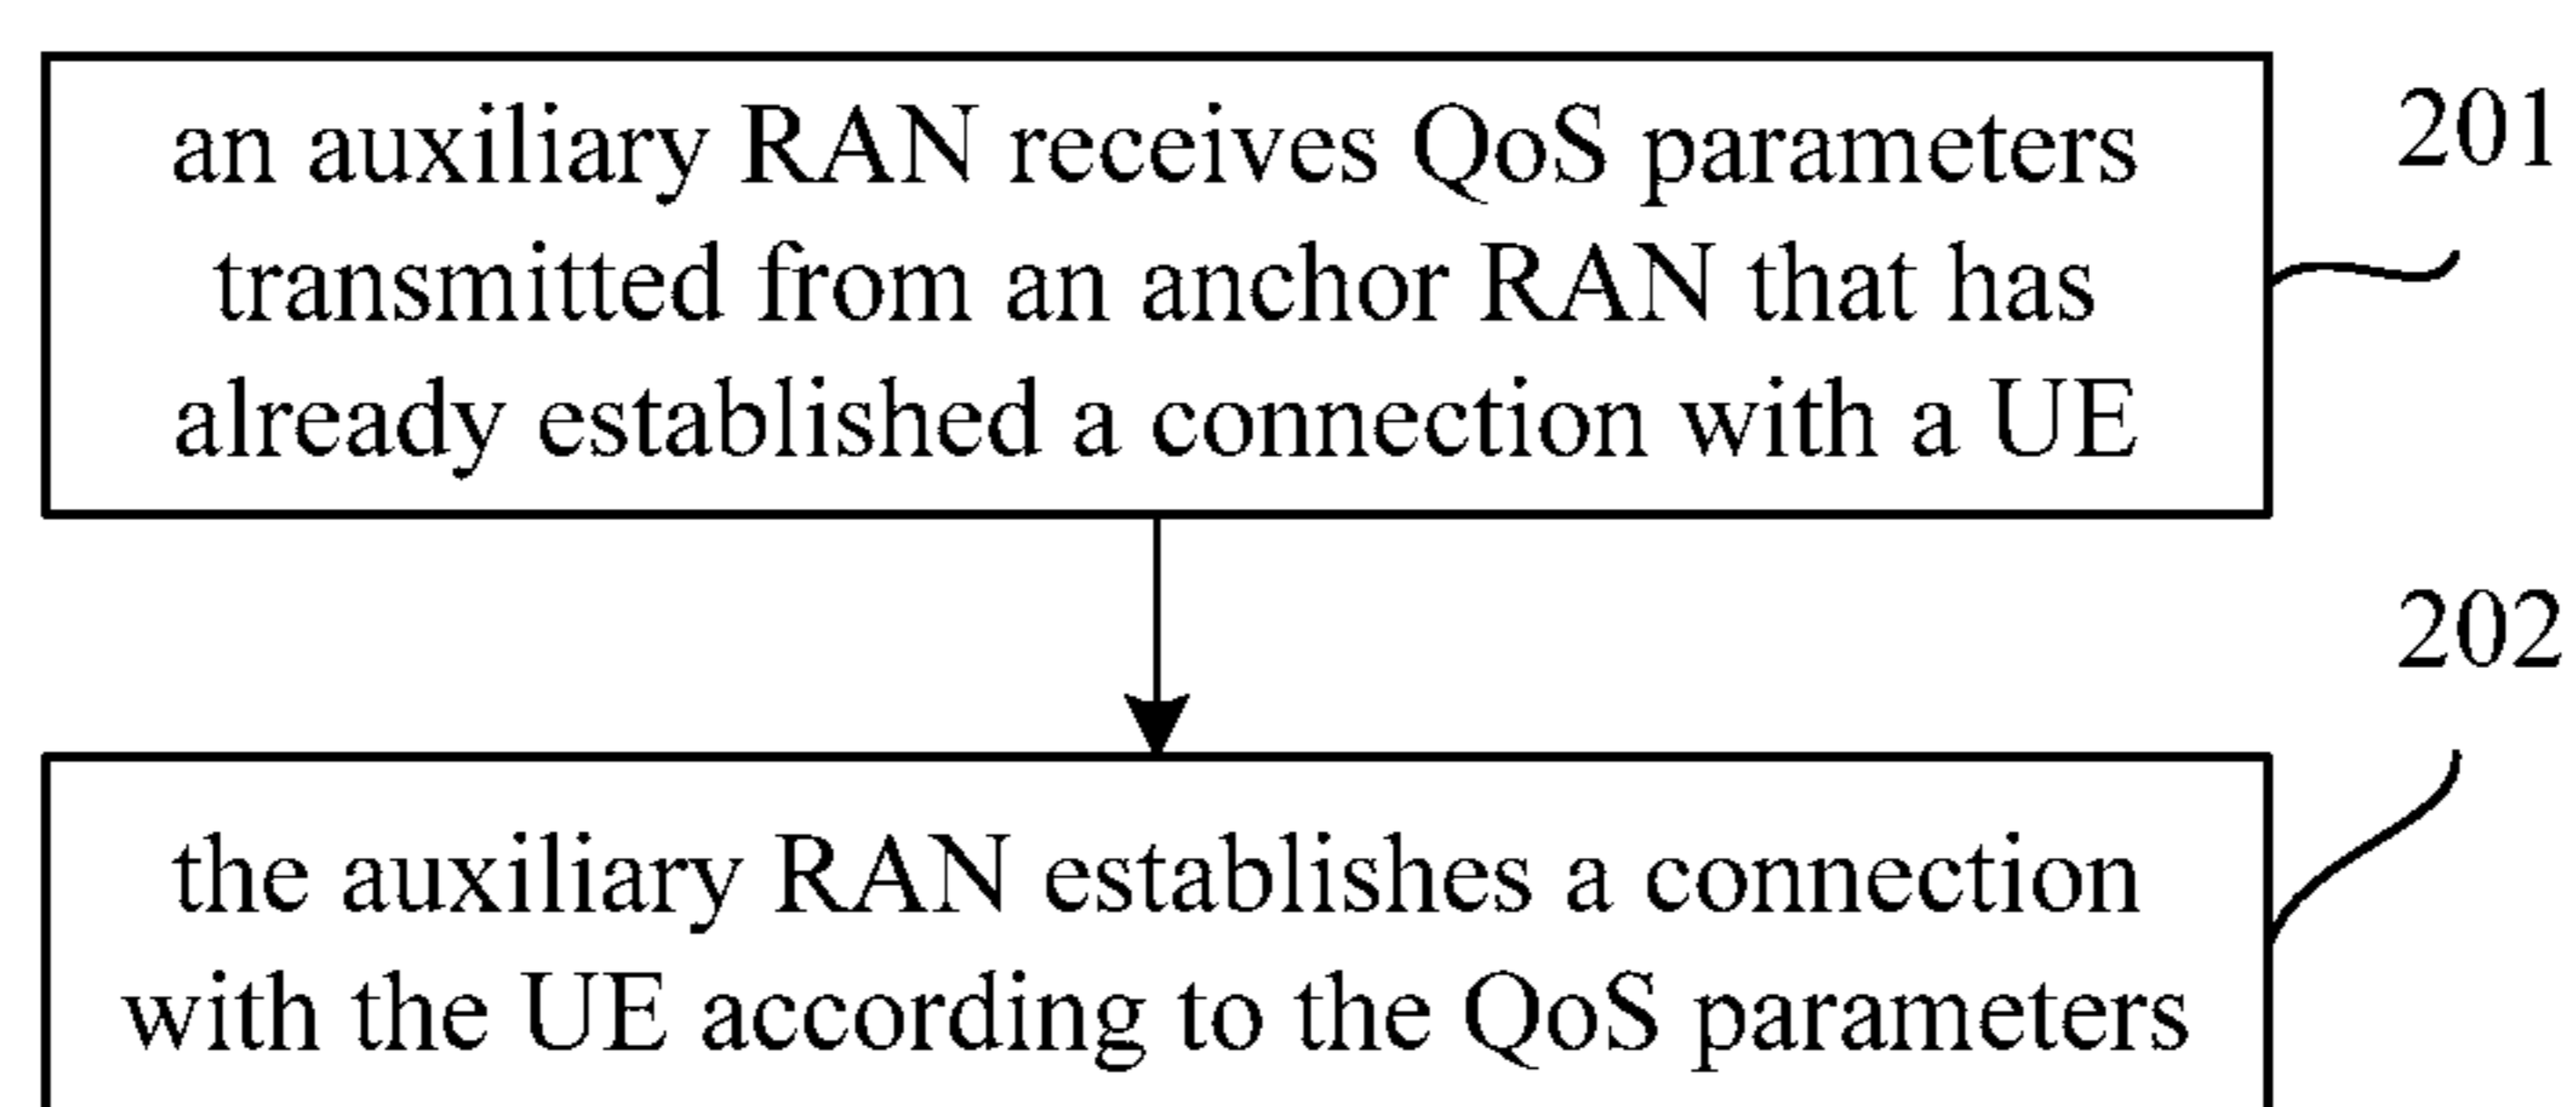 an auxiliary RAN receives QoS parameters
transmitted from an anchor RAN that has
already established a connection with a UE
201
202
the auxiliary RAN establishes a connection
with the UE according to the QoS parameters